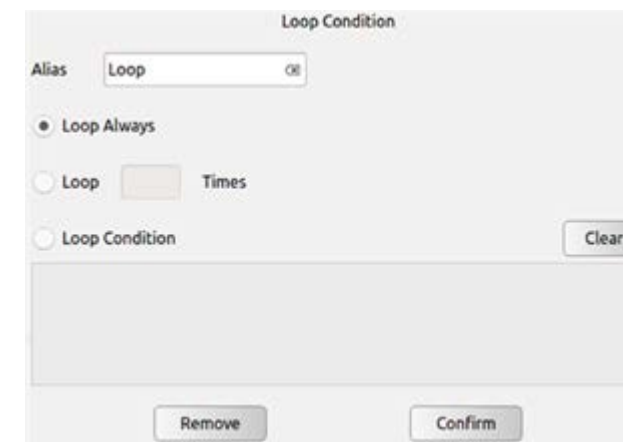 Loop Condition
Alias Loop
Loop Always
Loop Times
Loop Condition Clear
Remove Confirm